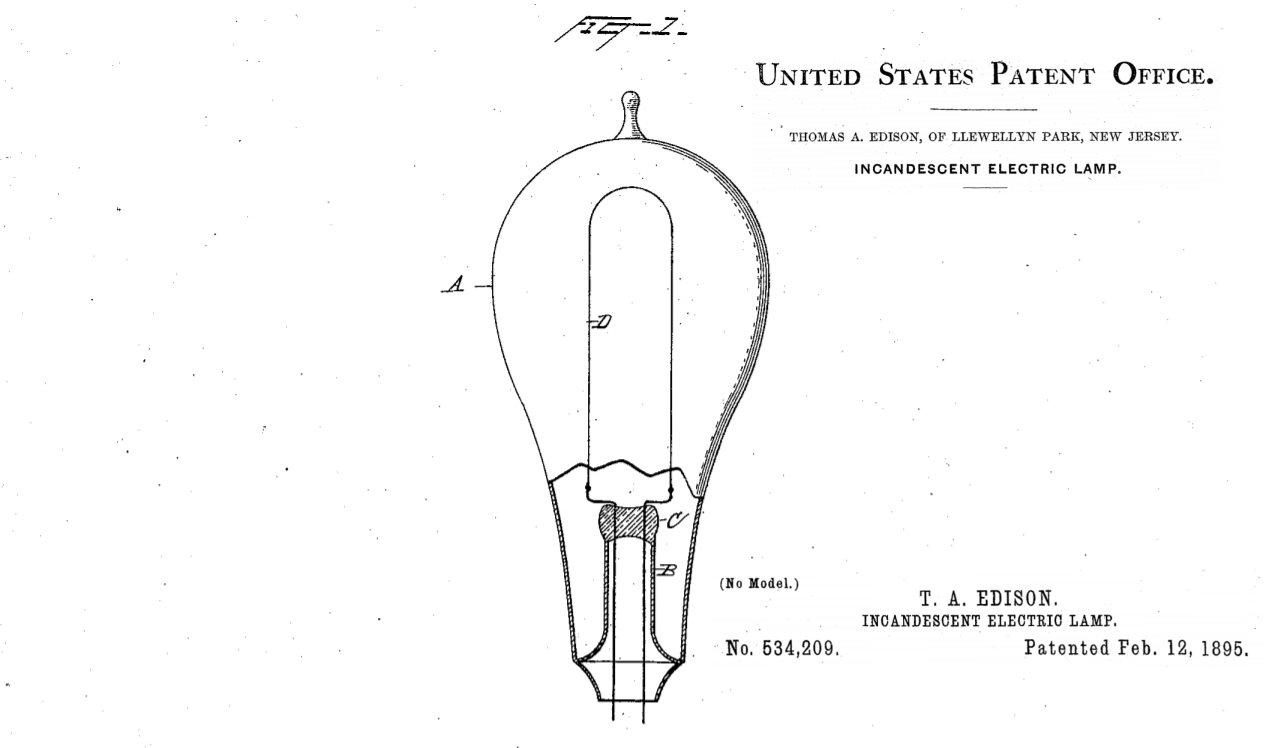 FIG-1.
UNITED STATES PATENT OFFICE.
THOMAS A. EDISON, OF LLEWELLYN PARK, NEW JERSEY.
INCANDESCENT ELECTRIC LAMP.
A
D
C
B
(No Model.)
T. A. EDISON.
INCANDESCENT ELECTRIC LAMP.
No. 534,209.
Patented Feb. 12, 1895.